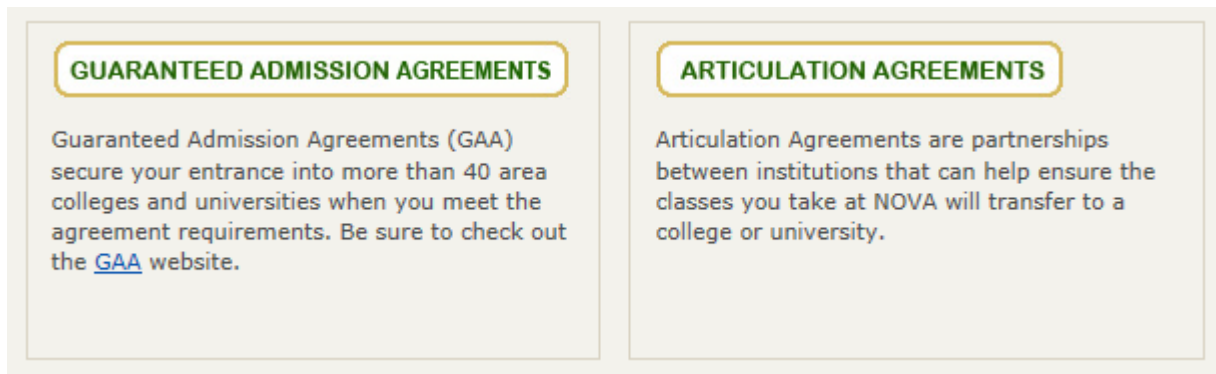 GUARANTEED ADMISSION AGREEMENTS
Guaranteed Admission Agreements (GAA)
secure your entrance into more than 40 area
colleges and universities when you meet the
agreement requirements. Be sure to check out
the GAA website.
ARTICULATION AGREEMENTS
Articulation Agreements are partnerships
between institutions that can help ensure the
classes you take at NOVA will transfer to a
college or university.